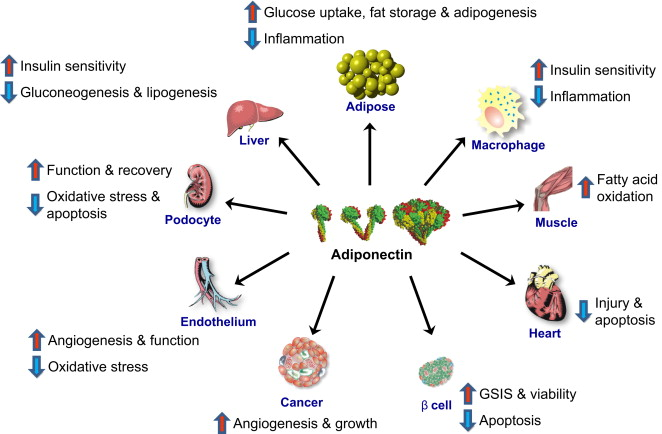 Glucose uptake, fat storage & adipogenesis
Inflammation
Adipose
Insulin sensitivity
Gluconeogenesis & lipogenesis
Liver
Insulin sensitivity
Inflammation
Macrophage
Function & recovery
Oxidative stress &
apoptosis
Podocyte
Fatty acid
oxidation
Muscle
Adiponectin
Endothelium
Angiogenesis & function
Oxidative stress
Injury &
apoptosis
Heart
Cancer
Angiogenesis & growth
β cell
GSIS & viability
Apoptosis